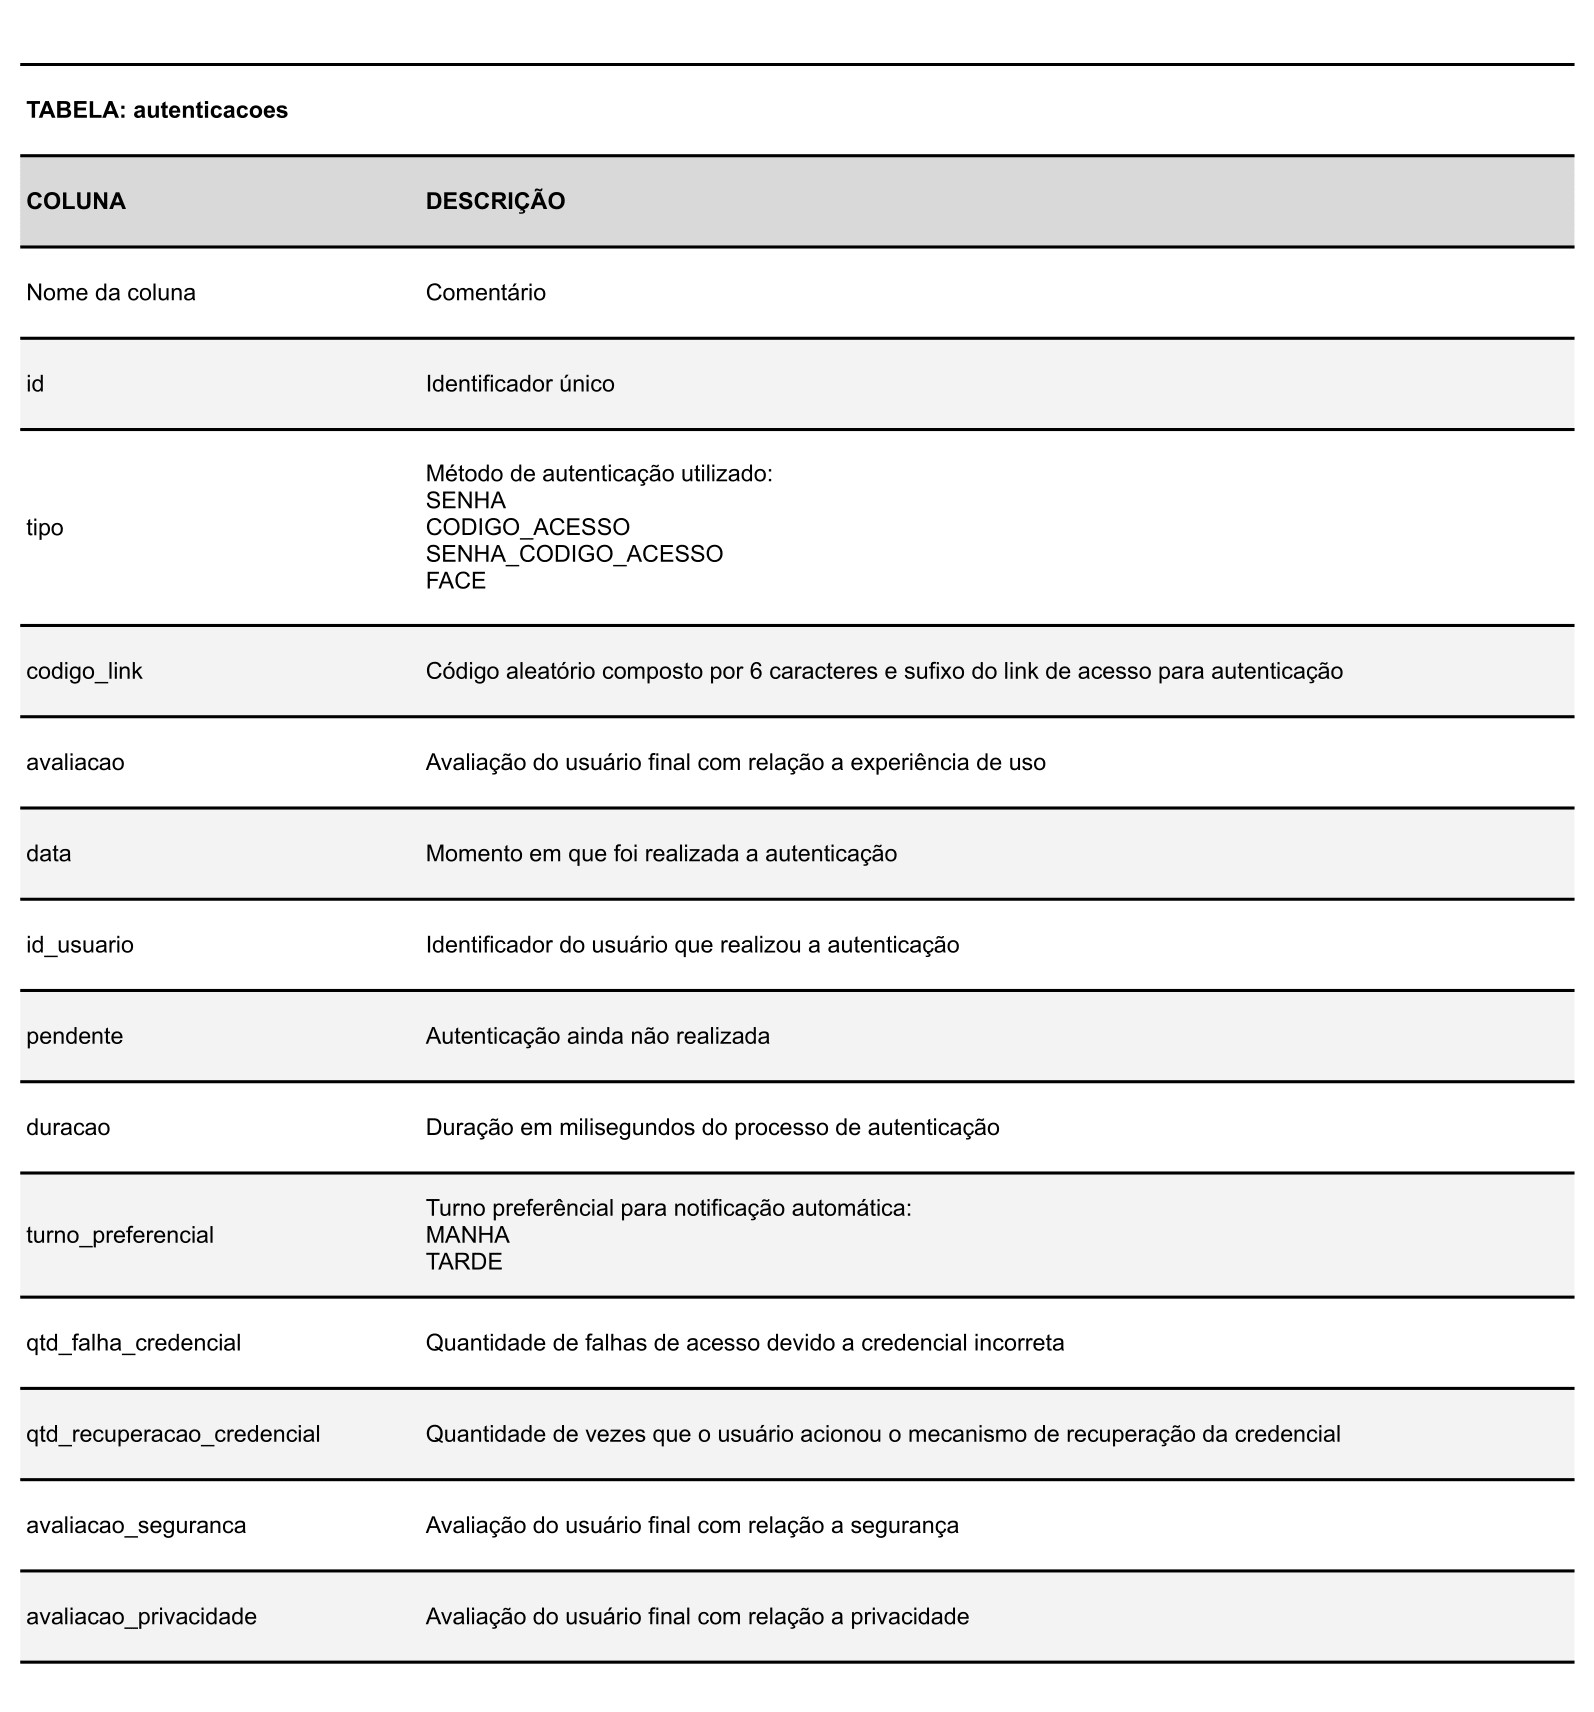 TABELA: autenticacoes
COLUNA DESCRIÇÃO
Nome da coluna Comentário
id Identificador único
tipo Método de autenticação utilizado:
SENHA
CODIGO_ACESSO
SENHA_CODIGO_ACESSO
FACE
codigo_link Código aleatório composto por 6 caracteres e sufixo do link de acesso para autenticação
avaliacao Avaliação do usuário final com relação a experiência de uso
data Momento em que foi realizada a autenticação
id_usuario Identificador do usuário que realizou a autenticação
pendente Autenticação ainda não realizada
duracao Duração em milisegundos do processo de autenticação
turno_preferencial Turno preferêncial para notificação automática:
MANHA
TARDE
qtd_falha_credencial Quantidade de falhas de acesso devido a credencial incorreta
qtd_recuperacao_credencial Quantidade de vezes que o usuário acionou o mecanismo de recuperação da credencial
avaliacao_seguranca Avaliação do usuário final com relação a segurança
avaliacao_privacidade Avaliação do usuário final com relação a privacidade